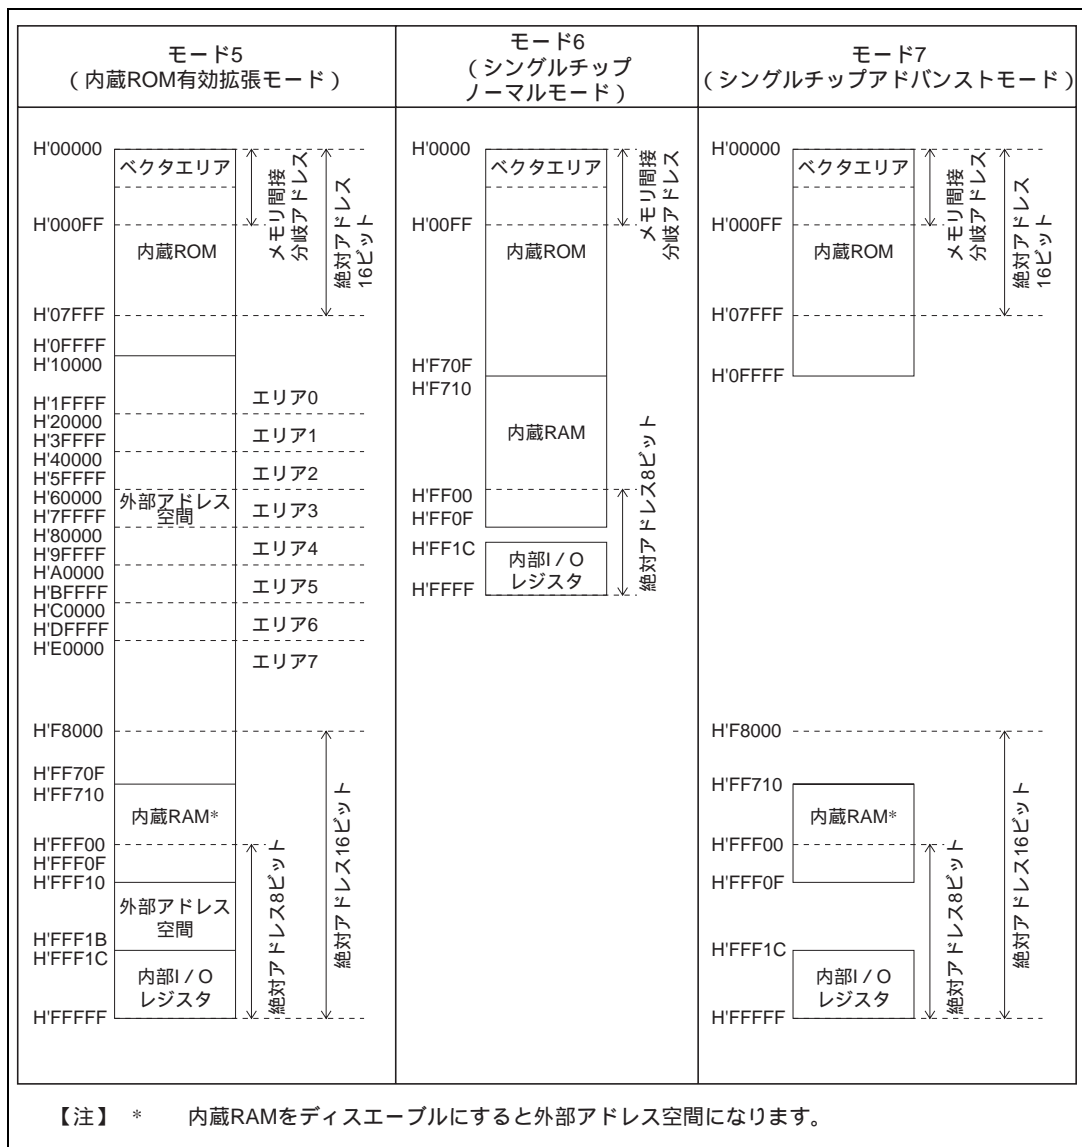 モード5
(内蔵ROM有効拡張モード)
H'00000
ベクタエリア
H'000FF
内蔵ROM
H'07FFF
H'0FFFF
H'10000
H'1FFFF
エリア0
H'20000
H'3FFFF
エリア1
H'40000
H'5FFFF
エリア2
H'60000
外部アドレス
空間
H'7FFFF
エリア3
H'80000
H'9FFFF
エリア4
H'A0000
H'BFFFF
エリア5
H'C0000
H'DFFFF
エリア6
H'E0000
エリア7
H'F8000
H'FF70F
H'FF710
内蔵RAM*
H'FFF00
H'FFF0F
H'FFF10
外部アドレス
空間
H'FFF1B
H'FFF1C
内部I/O
レジスタ
H'FFFFF
メモリ間接
分岐アドレス
絶対アドレス
16ビット
絶対アドレス8ビット
絶対アドレス16ビット
モード6
(シングルチップ
ノーマルモード)
H'0000
ベクタエリア
H'00FF
内蔵ROM
H'F70F
H'F710
内蔵RAM
H'FF00
H'FF0F
H'FF1C
内部I/O
レジスタ
H'FFFF
メモリ間接
分岐アドレス
絶対アドレス8ビット
モード7
(シングルチップアドバンストモード)
H'00000
ベクタエリア
H'000FF
内蔵ROM
H'07FFF
H'0FFFF
H'F8000
H'FF710
内蔵RAM*
H'FFF00
H'FFF0F
H'FFF1C
内部I/O
レジスタ
H'FFFFF
メモリ間接
分岐アドレス
絶対アドレス
16ビット
絶対アドレス8ビット
絶対アドレス16ビット
【注】 * 内蔵RAMをディスエーブルにすると外部アドレス空間になります。